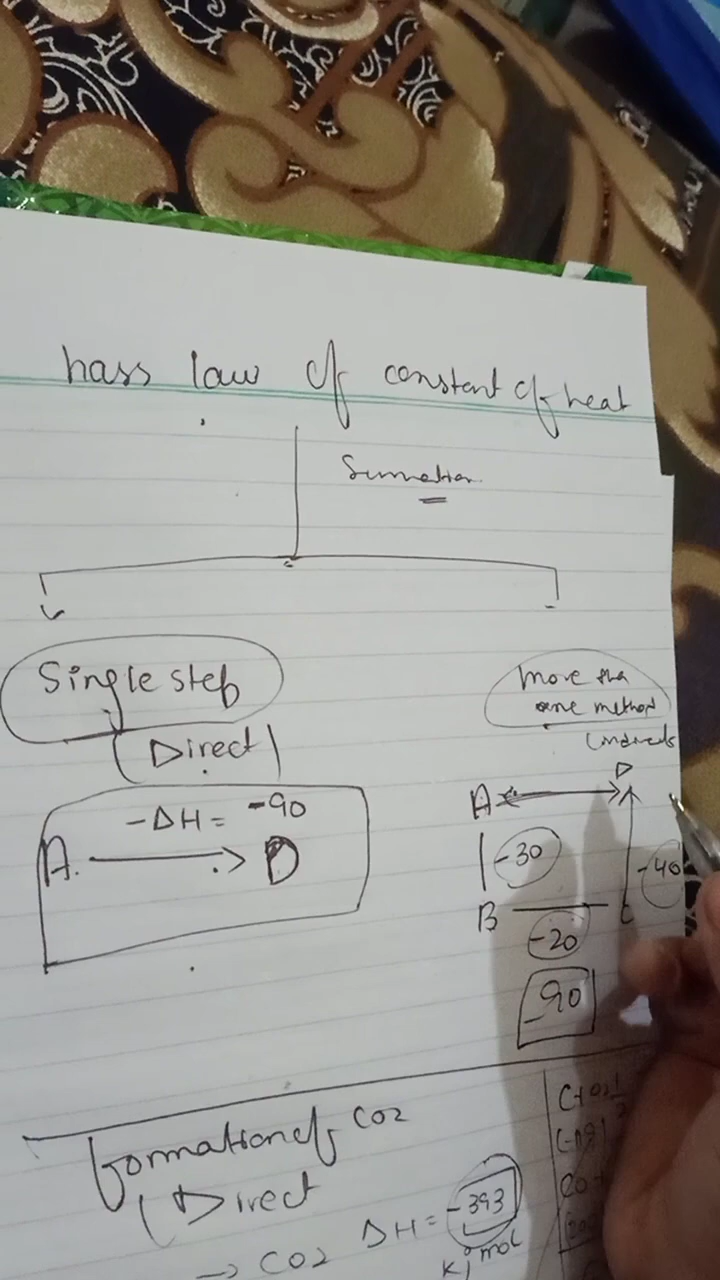 hass law of constant of heat
Summation
Single step
(Direct)
more tha
one method
A → D
-ΔH = -90
A. → D
-30
-40
B
-20
-90
formation of CO2
(Direct
→ CO2 ΔH = -393
kj mol